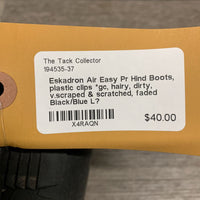 The Tack Collector
194535-37
Eskadron Air Easy Pr Hind Boots,
plastic clips *gc, hairy, dirty,
v.scraped & scratched, faded
Black/Blue L?
X4RAQN
$40.00